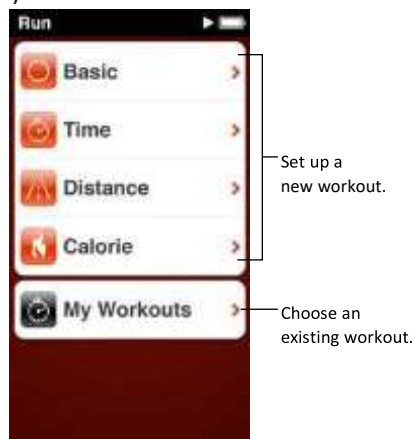 Run
Basic
Time
Distance
Calorie
My Workouts
Set up a
new workout.
Choose an
existing workout.